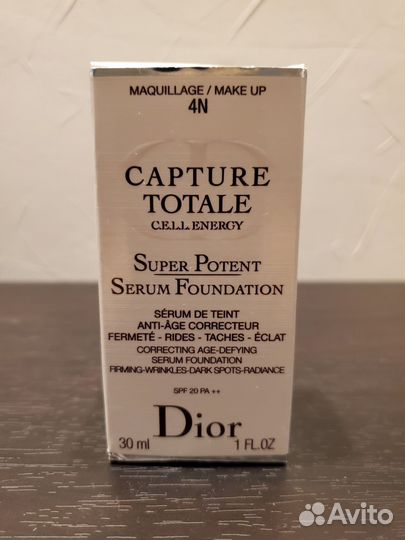 MAQUILLAGE / MAKE UP
4N
CAPTURE
TOTALE
C.E.L.L. ENERGY
SUPER POTENT
SERUM FOUNDATION
SÉRUM DE TEINT
ANTI-ÂGE CORRECTEUR
FERMETÉ - RIDES - TACHES - ÉCLAT
CORRECTING AGE-DEFYING
SERUM FOUNDATION
FIRMING-WRINKLES-DARK SPOTS-RADIANCE
SPF 20 PA ++
30 ml Dior 1 FL.OZ
Avito